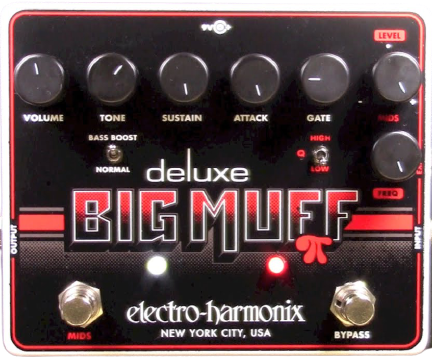 9V
LEVEL
VOLUME
TONE
SUSTAIN
ATTACK
GATE
MIDS
BASS BOOST
NORMAL
HIGH
Q
LOW
FREQ
deluxe
BIG MUFF
OUTPUT
INPUT
electro-harmonix
NEW YORK CITY, USA
MIDS
BYPASS